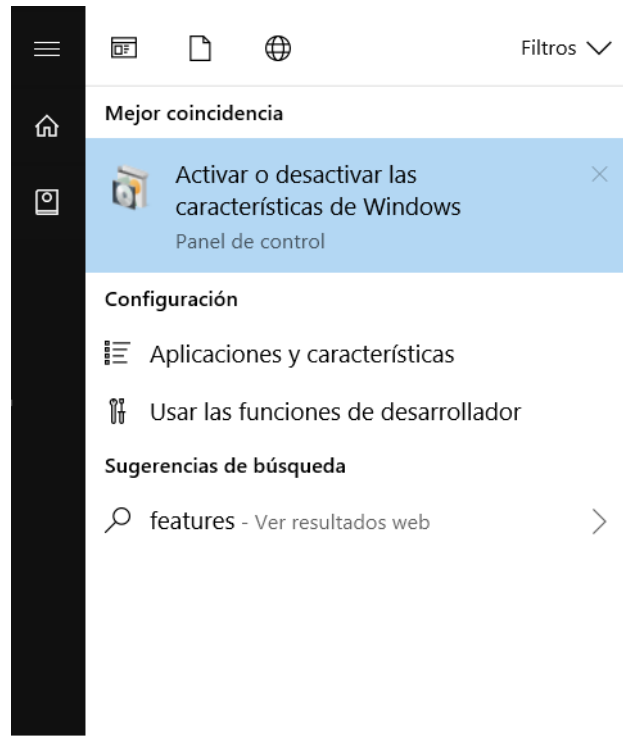 Filtros
Mejor coincidencia
Activar o desactivar las
características de Windows
Panel de control
Configuración
Aplicaciones y características
Usar las funciones de desarrollador
Sugerencias de búsqueda
features - Ver resultados web